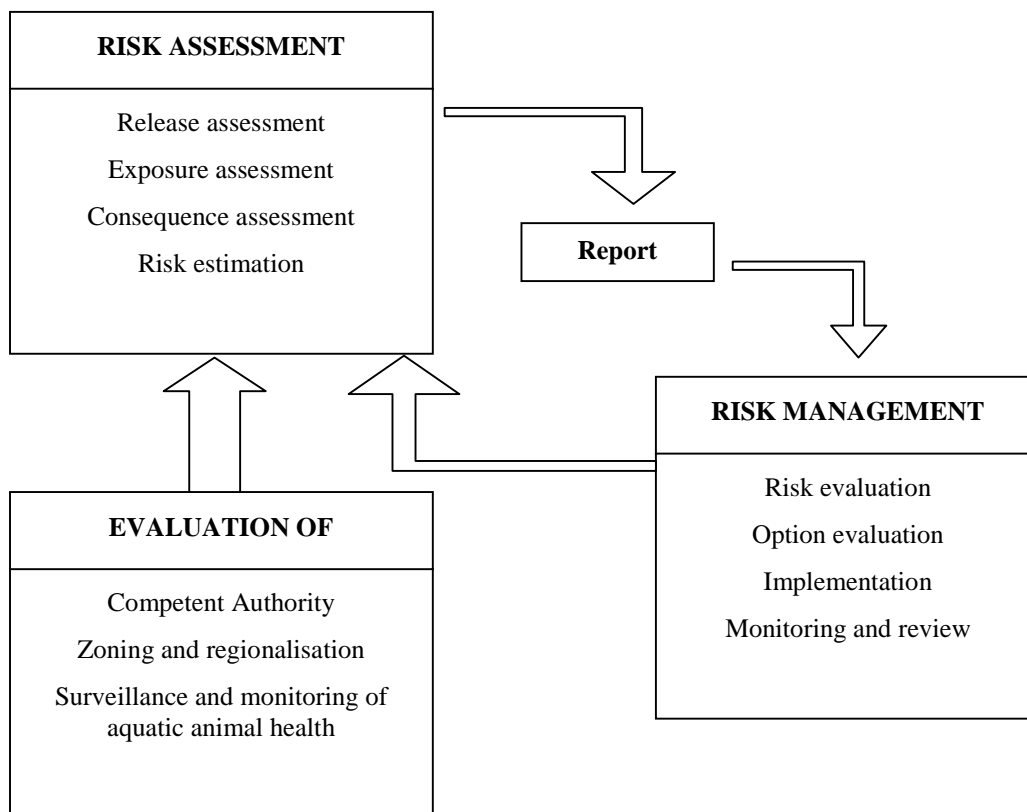 RISK ASSESSMENT
Release assessment
Exposure assessment
Consequence assessment
Risk estimation
Report
RISK MANAGEMENT
Risk evaluation
Option evaluation
Implementation
Monitoring and review
EVALUATION OF
Competent Authority
Zoning and regionalisation
Surveillance and monitoring of
aquatic animal health